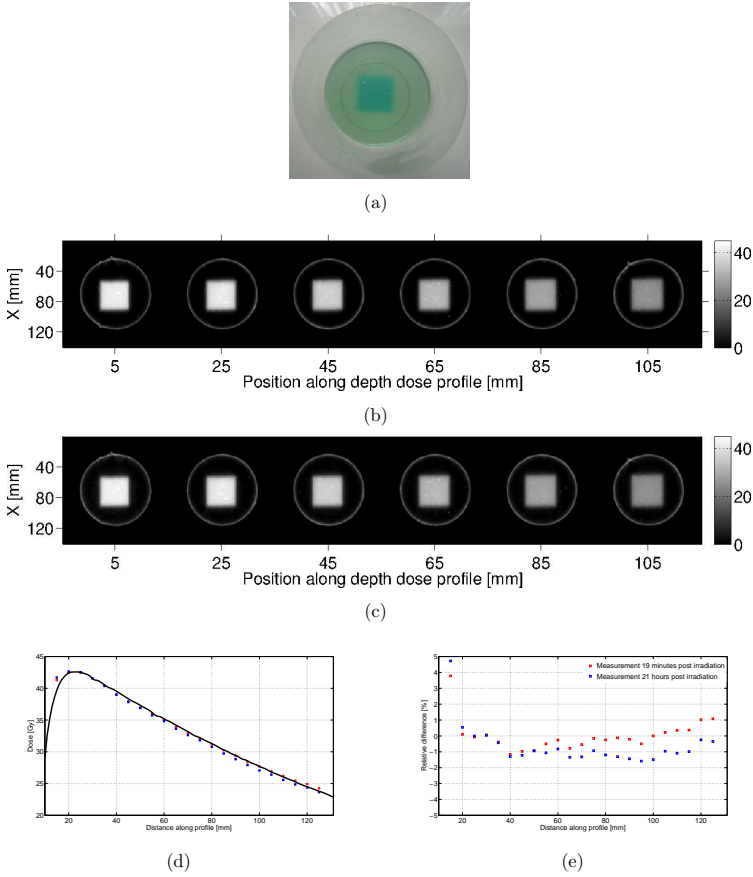 (a)
40
80
120
X [mm]
40
20
0
5 25 45 65 85 105
Position along depth dose profile [mm]
(b)
40
80
120
X [mm]
40
20
0
5 25 45 65 85 105
Position along depth dose profile [mm]
(c)
45
40
35
30
25
20
Dose [Gy]
20 40 60 80 100 120
Distance along profile [mm]
(d)
5
4
3
2
1
0
−1
−2
−3
−4
−5
Relative difference [%]
Measurement 19 minutes post irradiation
Measurement 21 hours post irradiation
20 40 60 80 100 120
Distance along profile [mm]
(e)